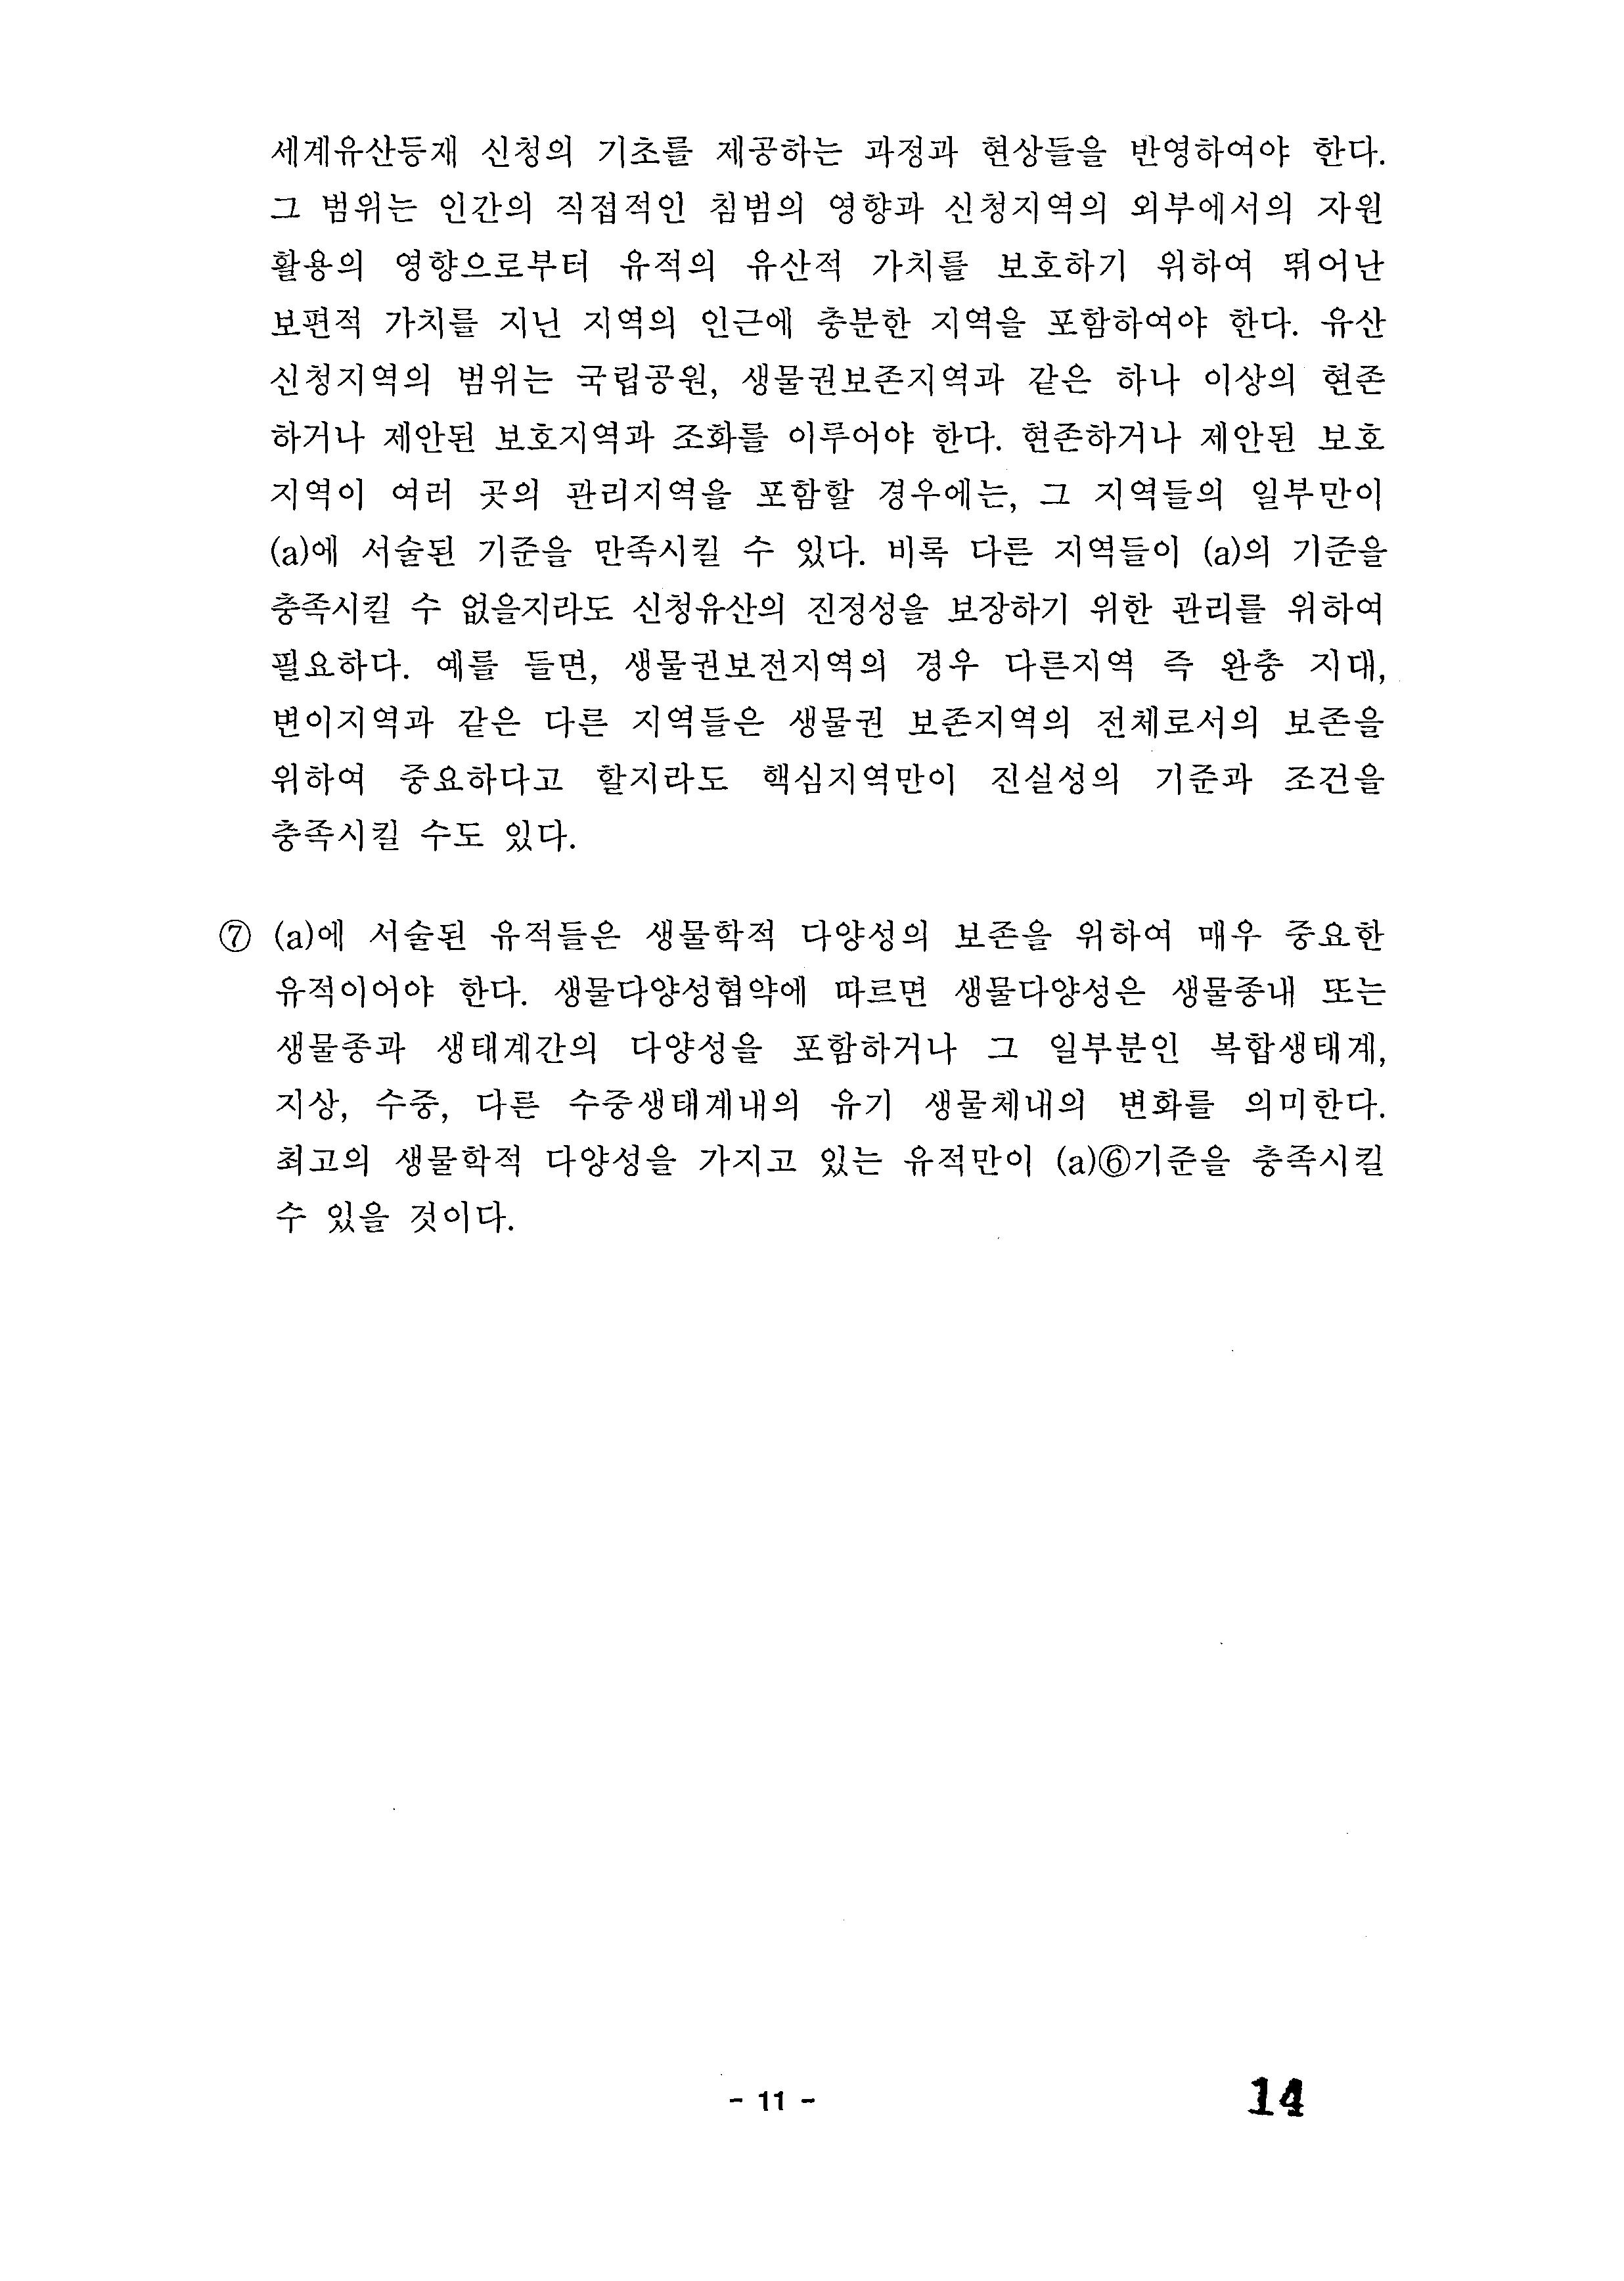 세계유산등재 신청의 기초를 제공하는 과정과 현상들을 반영하여야 한다.
그 범위는 인간의 직접적인 침범의 영향과 신청지역의 외부에서의 자원
활용의 영향으로부터 유적의 유산적 가치를 보호하기 위하여 뛰어난
보편적 가치를 지닌 지역의 인근에 충분한 지역을 포함하여야 한다. 유산
신청지역의 범위는 국립공원, 생물권보존지역과 같은 하나 이상의 현존
하거나 제안된 보호지역과 조화를 이루어야 한다. 현존하거나 제안된 보호
지역이 여러 곳의 관리지역을 포함할 경우에는, 그 지역들의 일부만이
(a)에 서술된 기준을 만족시킬 수 있다. 비록 다른 지역들이 (a)의 기준을
충족시킬 수 없을지라도 신청유산의 진정성을 보장하기 위한 관리를 위하여
필요하다. 예를 들면, 생물권보전지역의 경우 다른지역 즉 완충 지대,
변이지역과 같은 다른 지역들은 생물권 보존지역의 전체로서의 보존을
위하여 중요하다고 할지라도 핵심지역만이 진실성의 기준과 조건을
충족시킬 수도 있다.
⑦ (a)에 서술된 유적들은 생물학적 다양성의 보존을 위하여 매우 중요한
유적이어야 한다. 생물다양성협약에 따르면 생물다양성은 생물종내 또는
생물종과 생태계간의 다양성을 포함하거나 그 일부분인 복합생태계,
지상, 수중, 다른 수중생태계내의 유기 생물체내의 변화를 의미한다.
최고의 생물학적 다양성을 가지고 있는 유적만이 (a)⑥기준을 충족시킬
수 있을 것이다.
- 11 -
14